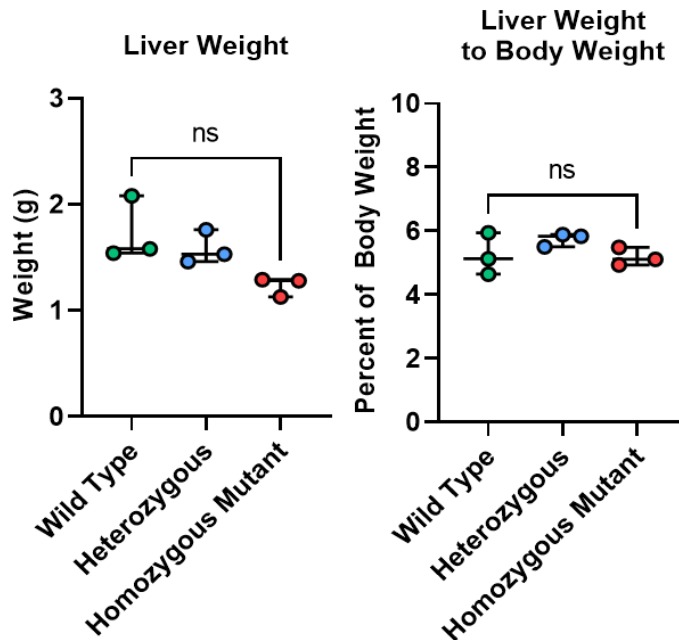 Liver Weight
Weight (g)
3
2
1
0
ns
Wild Type
Heterozygous
Homozygous Mutant
Liver Weight
to Body Weight
Percent of Body Weight
10
8
6
4
2
0
ns
Wild Type
Heterozygous
Homozygous Mutant